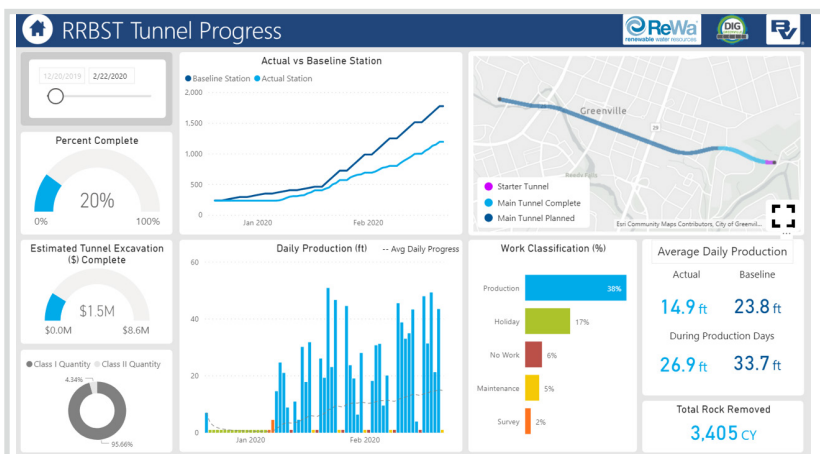 RRBST Tunnel Progress
ReWa
renewable water resources
DIG
12/20/2019 2/22/2020
Percent Complete
20%
0% 100%
Estimated Tunnel Excavation
($) Complete
$1.5M
$0.0M $8.6M
Class I Quantity Class II Quantity
4.34%
95.66%
Actual vs Baseline Station
Baseline Station Actual Station
2,000
1,500
1,000
500
0
Jan 2020 Feb 2020
Daily Production (ft) -- Avg Daily Progress
60
40
20
0
Jan 2020 Feb 2020
Greenville
29
Reedy Falls
Starter Tunnel
Main Tunnel Complete
Main Tunnel Planned
Esri Community Maps Contributors, City of Greenvil...
Work Classification (%)
Production 38%
Holiday 17%
No Work 6%
Maintenance 5%
Survey 2%
Average Daily Production
Actual Baseline
14.9 ft 23.8 ft
During Production Days
26.9 ft 33.7 ft
Total Rock Removed
3,405 CY